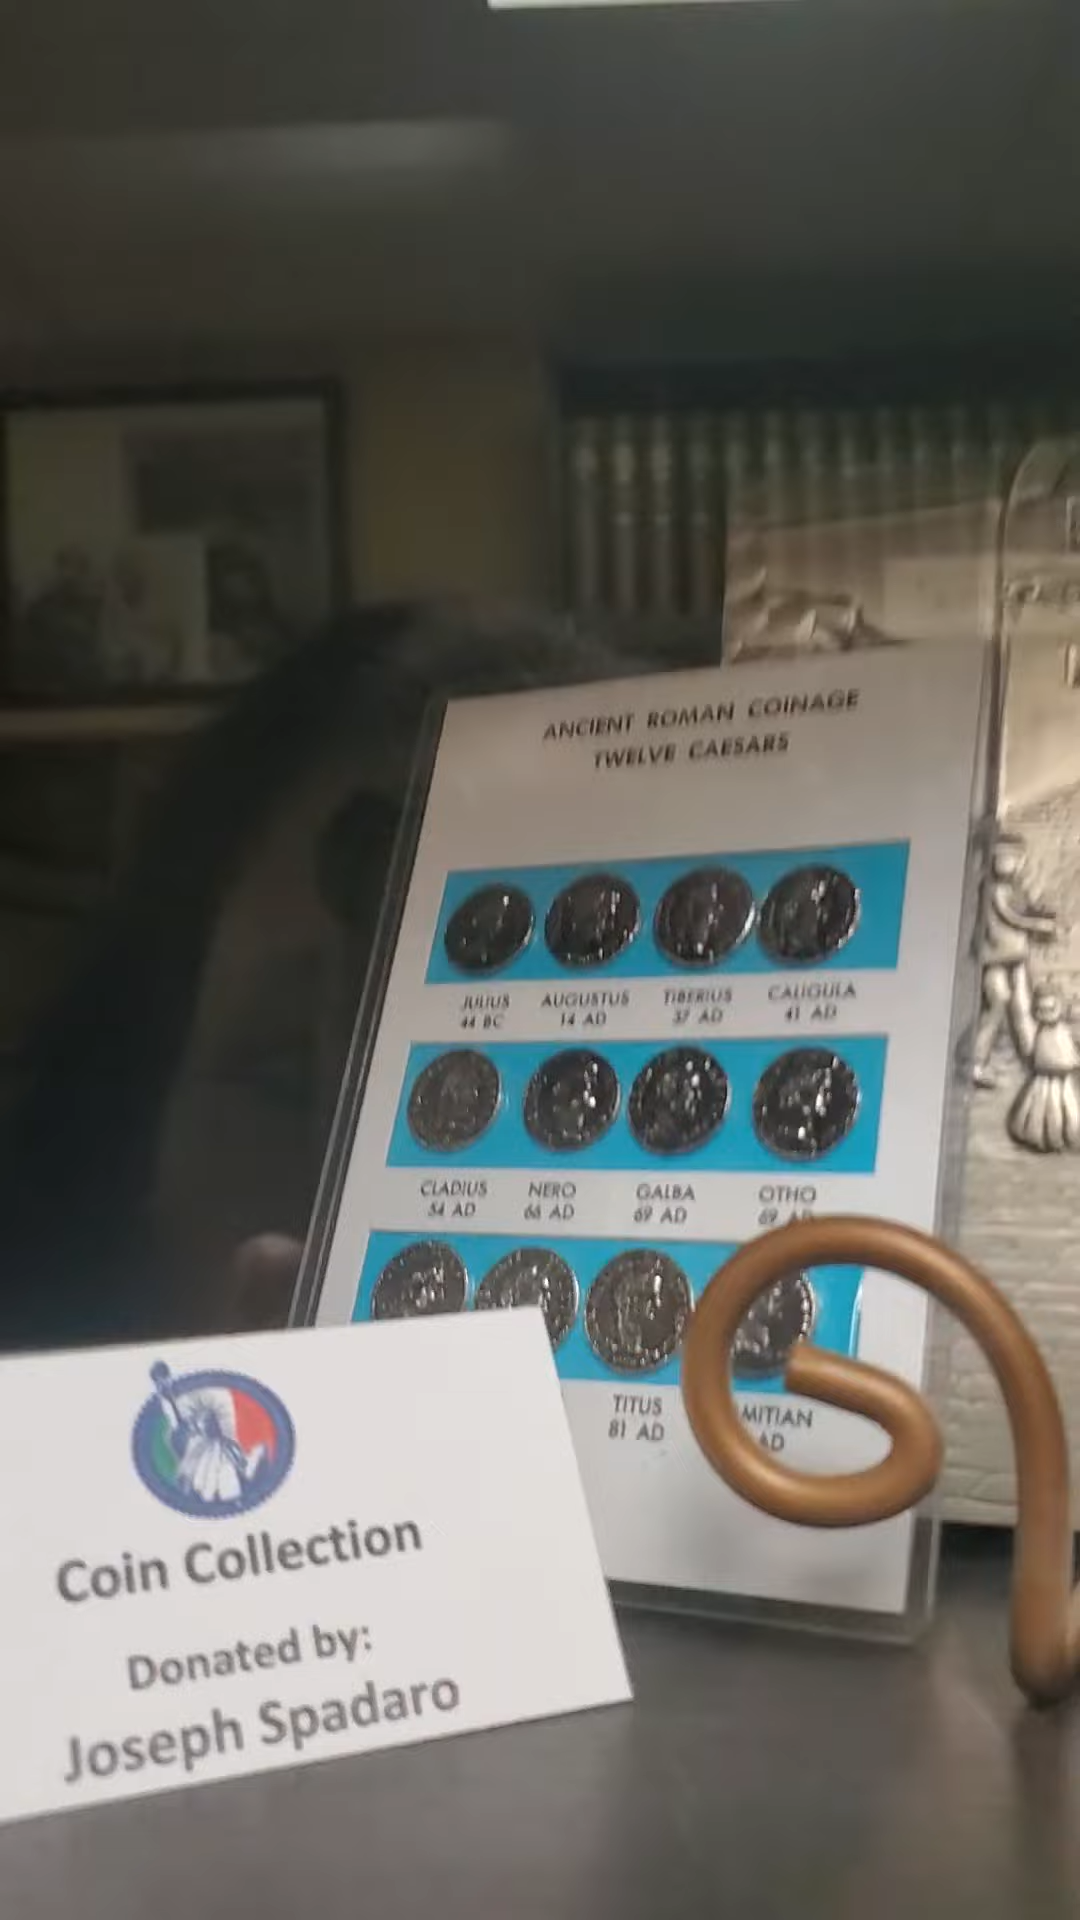 ANCIENT ROMAN COINAGE
TWELVE CAESARS
JULIUS AUGUSTUS TIBERIUS CALIGULA
44 BC 14 AD 37 AD 41 AD
CLADIUS NERO GALBA OTHO
54 AD 68 AD 69 AD 69 AD
TITUS MITIAN
81 AD AD
Coin Collection
Donated by:
Joseph Spadaro